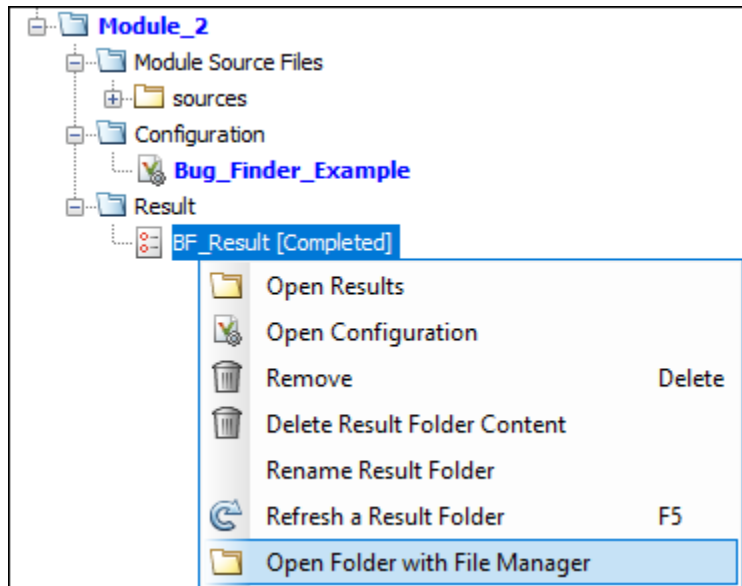 Module_2
Module Source Files
sources
Configuration
Bug_Finder_Example
Result
BF_Result [Completed]
Open Results
Open Configuration
Remove Delete
Delete Result Folder Content
Rename Result Folder
Refresh a Result Folder F5
Open Folder with File Manager